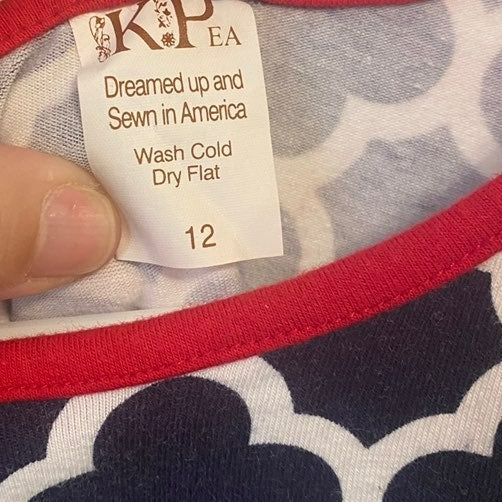 KPEA
Dreamed up and
Sewn in America
Wash Cold
Dry Flat
12